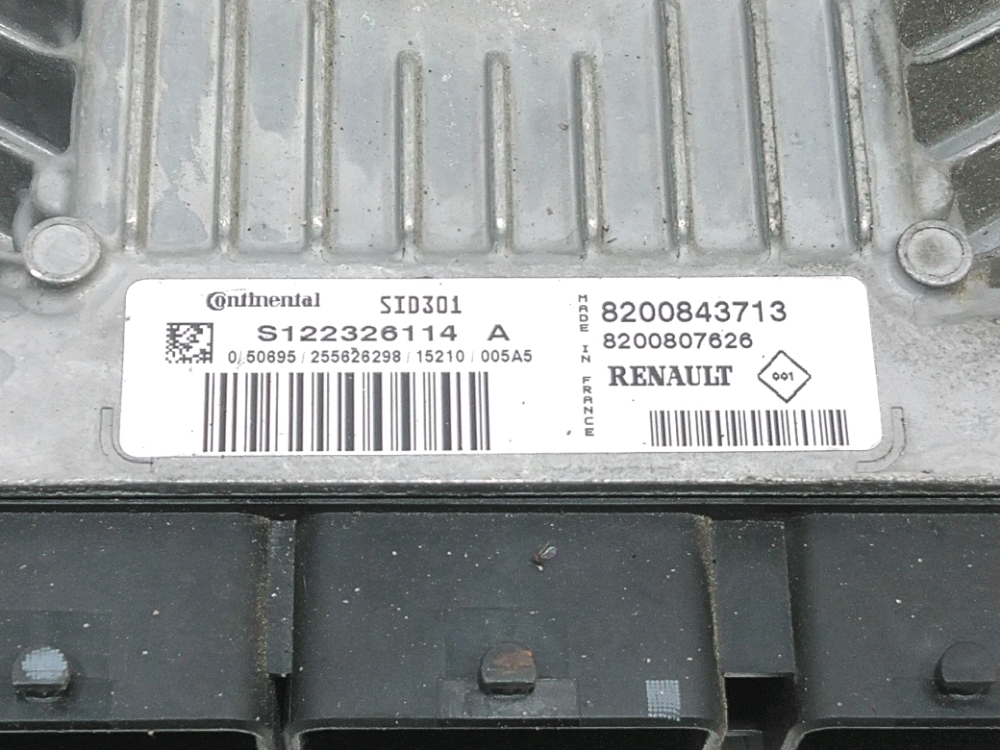 Continental SID301
S122326114 A
0/50695/255626298/15210/005A5
MADE IN FRANCE
8200843713
8200807626
RENAULT 001